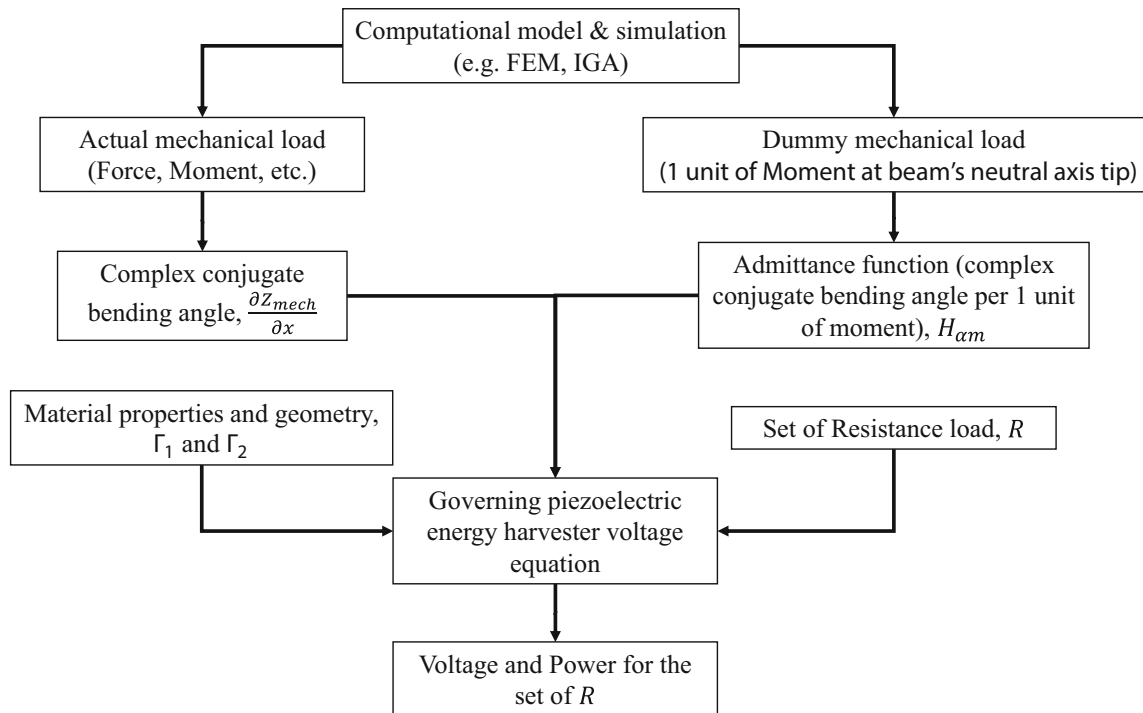 Computational model & simulation
(e.g. FEM, IGA)
Actual mechanical load
(Force, Moment, etc.)
Dummy mechanical load
(1 unit of Moment at beam's neutral axis tip)
Complex conjugate
bending angle, ∂Z_mech/∂x
Admittance function (complex
conjugate bending angle per 1 unit
of moment), H_αm
Material properties and geometry,
Γ₁ and Γ₂
Set of Resistance load, R
Governing piezoelectric
energy harvester voltage
equation
Voltage and Power for the
set of R